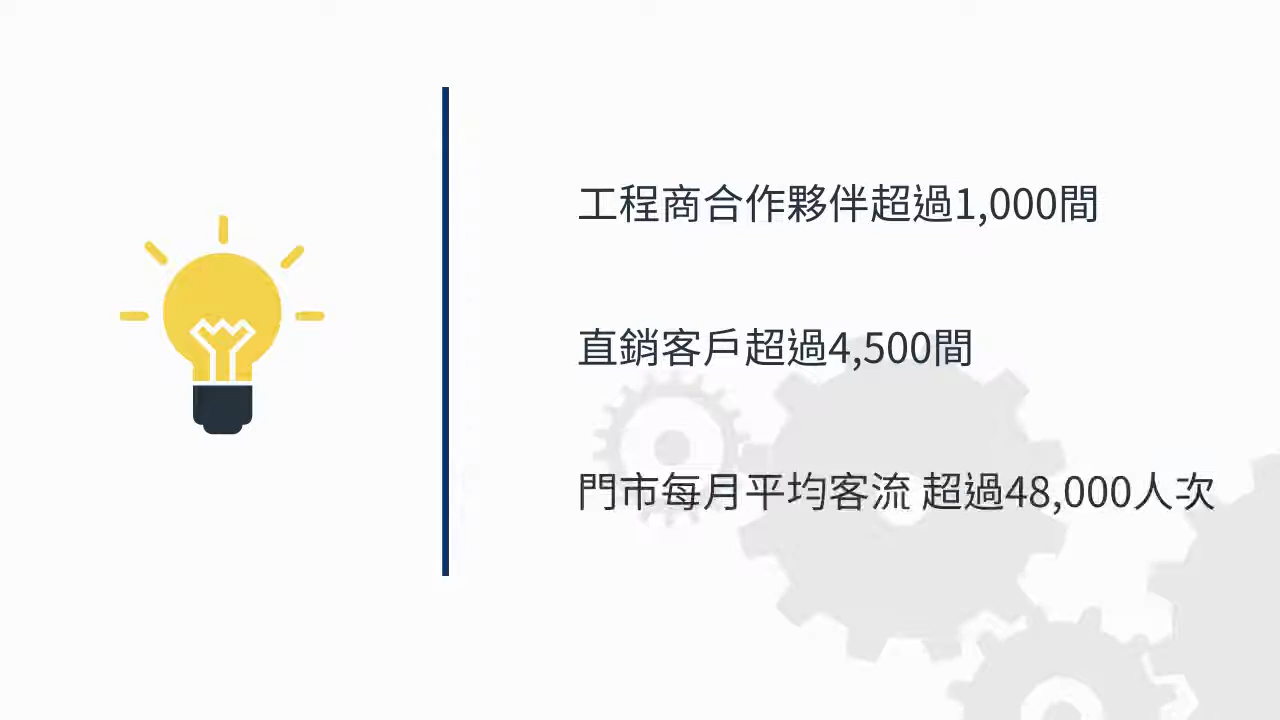 工程商合作夥伴超過1,000間
直銷客戶超過4,500間
門市每月平均客流 超過48,000人次